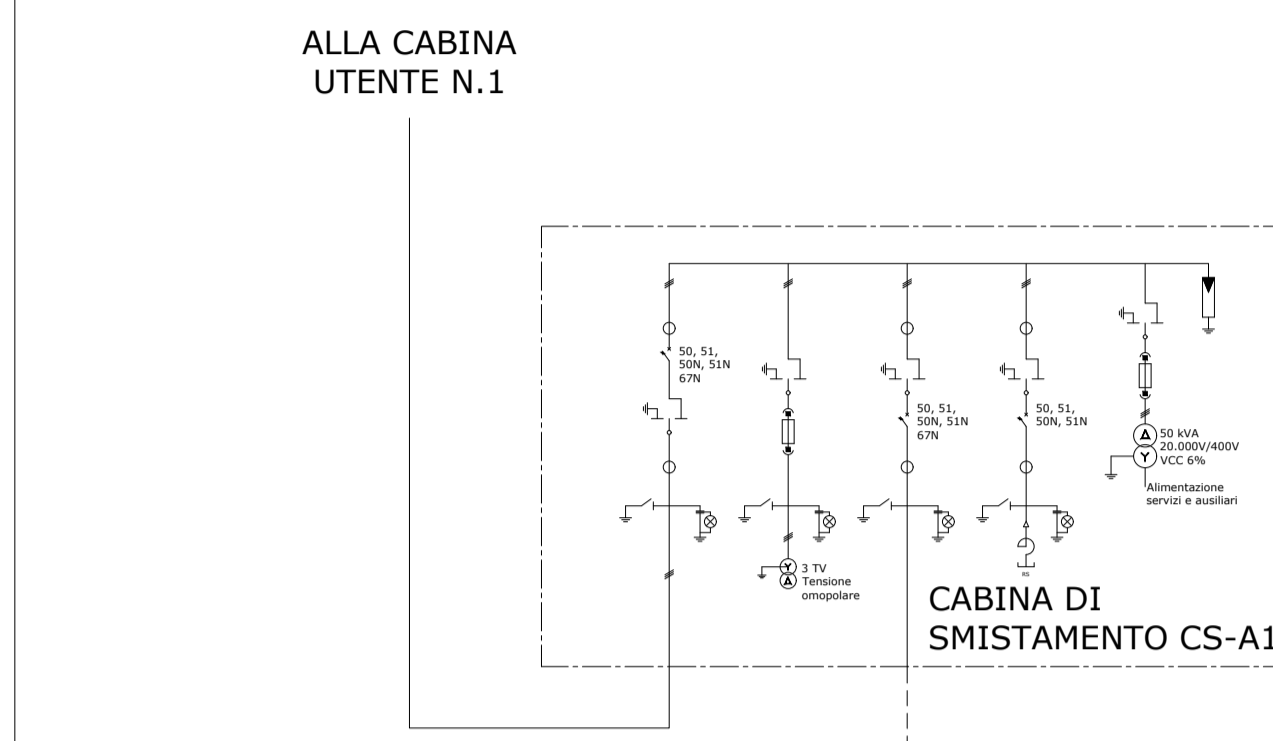 ALLA CABINA
UTENTE N.1
50, 51,
50N, 51N
67N
50, 51,
50N, 51N
67N
50, 51,
50N, 51N
50 kVA
20.000V/400V
VCC 6%
Alimentazione
servizi e ausiliari
3 TV
Tensione
omopolare
RS
CABINA DI
SMISTAMENTO CS-A1